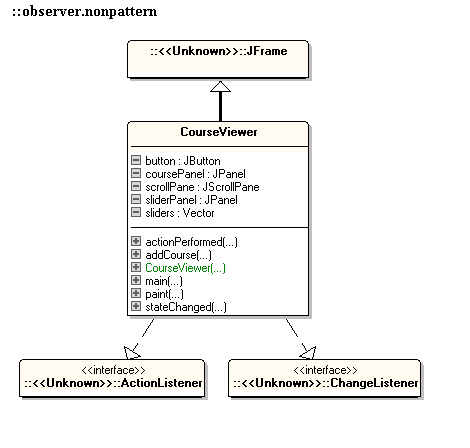 ::observer.nonpattern
::<<Unknown>>::JFrame
CourseViewer
button : JButton
coursePanel : JPanel
scrollPane : JScrollPane
sliderPanel : JPanel
sliders : Vector
actionPerformed(...)
addCourse(...)
CourseViewer(...)
main(...)
paint(...)
stateChanged(...)
<<interface>>
::<<Unknown>>::ActionListener
<<interface>>
::<<Unknown>>::ChangeListener